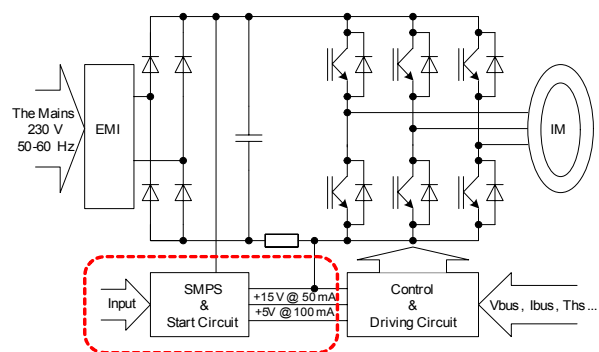 The Mains
230 V
50-60 Hz
EMI
IM
Input
SMPS
&
Start Circuit
+15 V @ 50 mA
+5V @ 100 mA
Control
&
Driving Circuit
Vbus, Ibus, Ths...